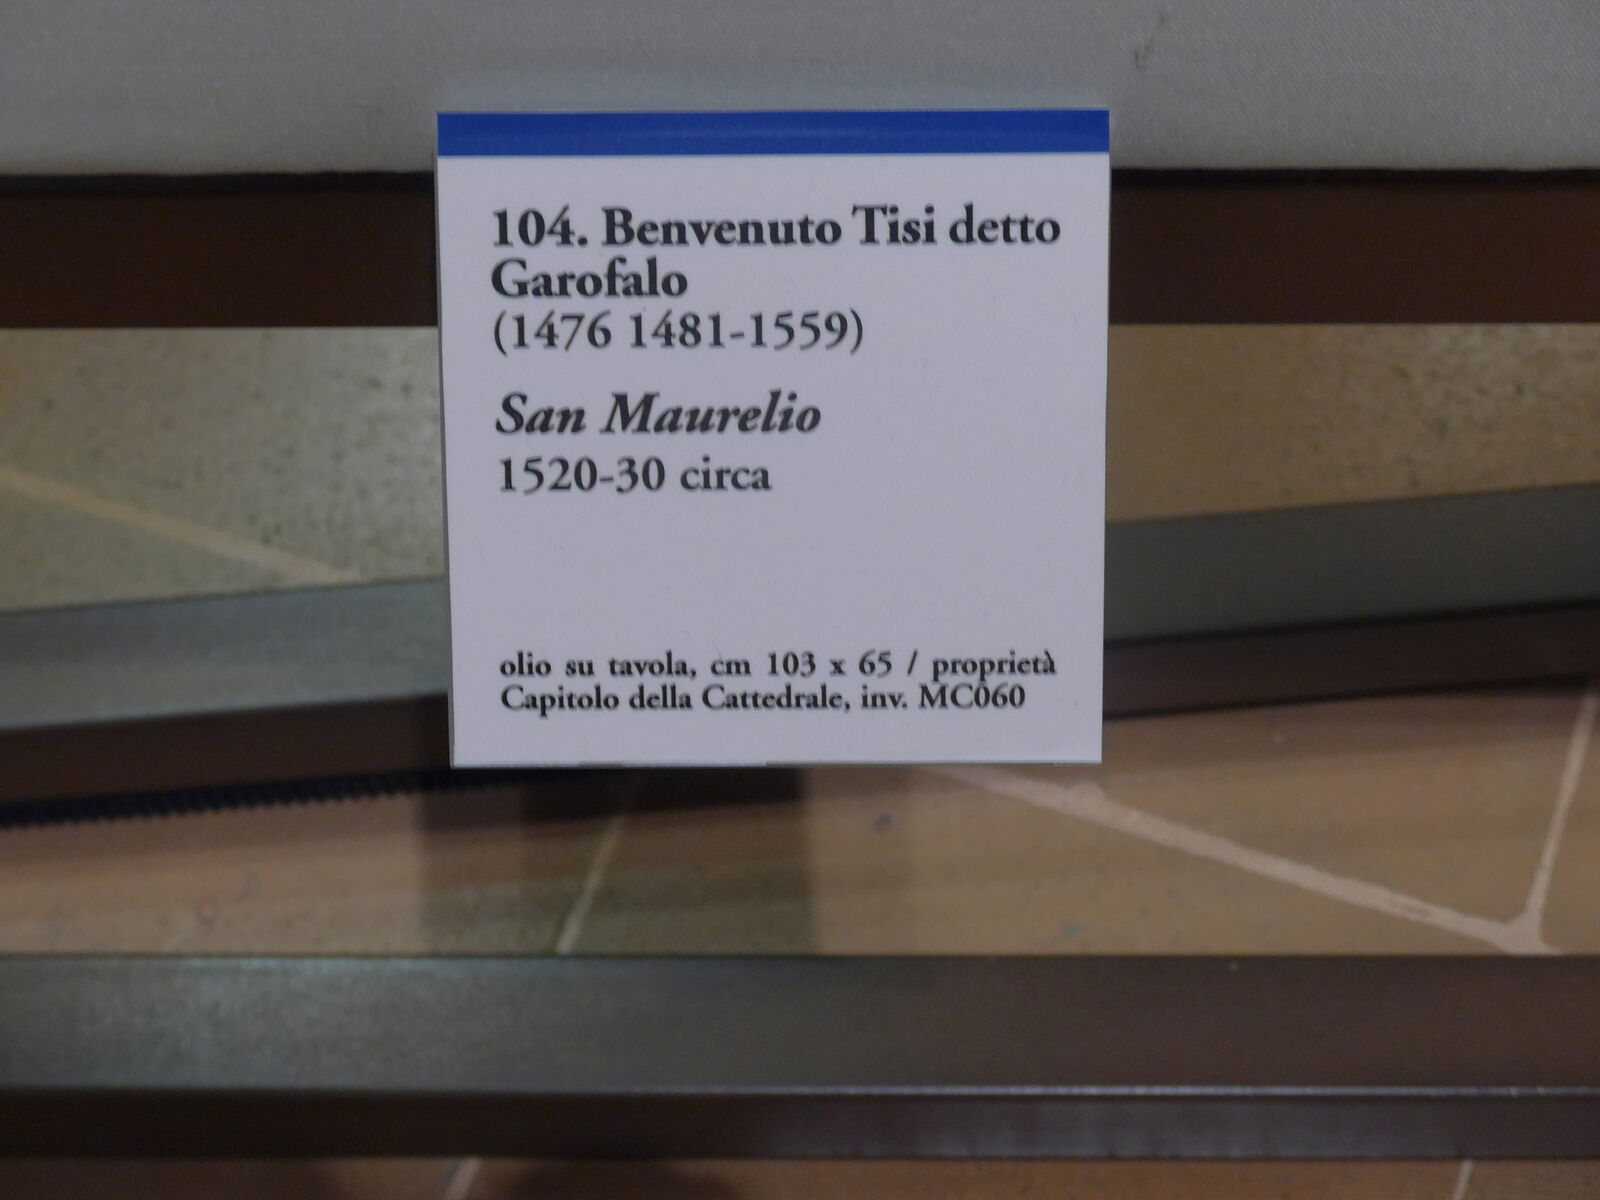 104. Benvenuto Tisi detto
Garofalo
(1476 1481-1559)
San Maurelio
1520-30 circa
olio su tavola, cm 103 x 65 / proprietà
Capitolo della Cattedrale, inv. MC060